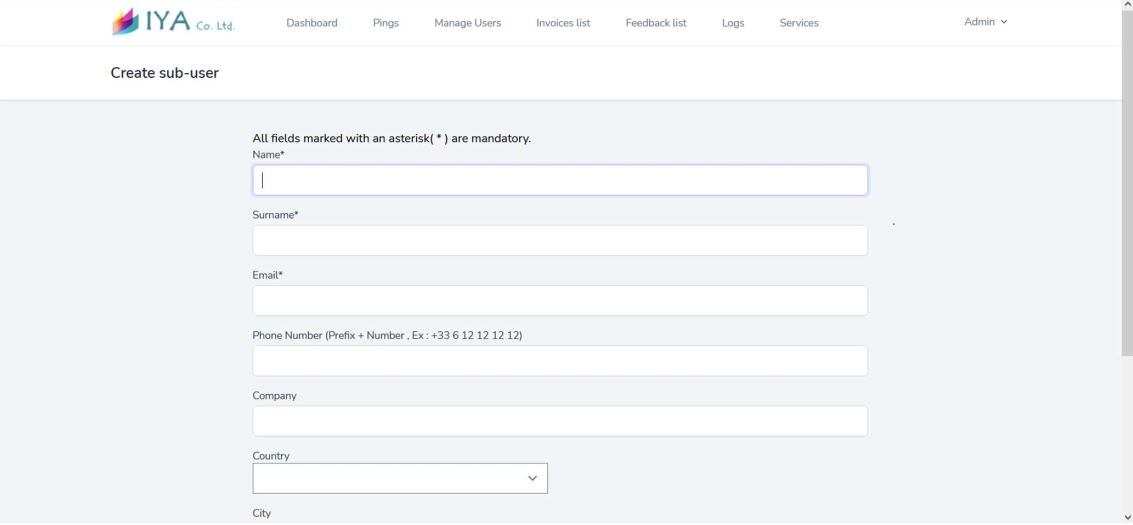 IYA Co. Ltd. Dashboard Pings Manage Users Invoices list Feedback list Logs Services Admin
Create sub-user
All fields marked with an asterisk( * ) are mandatory.
Name*
Surname*
Email*
Phone Number (Prefix + Number , Ex : +33 6 12 12 12 12)
Company
Country
City